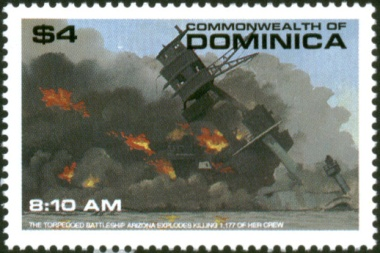 $4
COMMONWEALTH OF
DOMINICA
8:10 AM
THE TORPEDOED BATTLESHIP ARIZONA EXPLODES KILLING 1,177 OF HER CREW